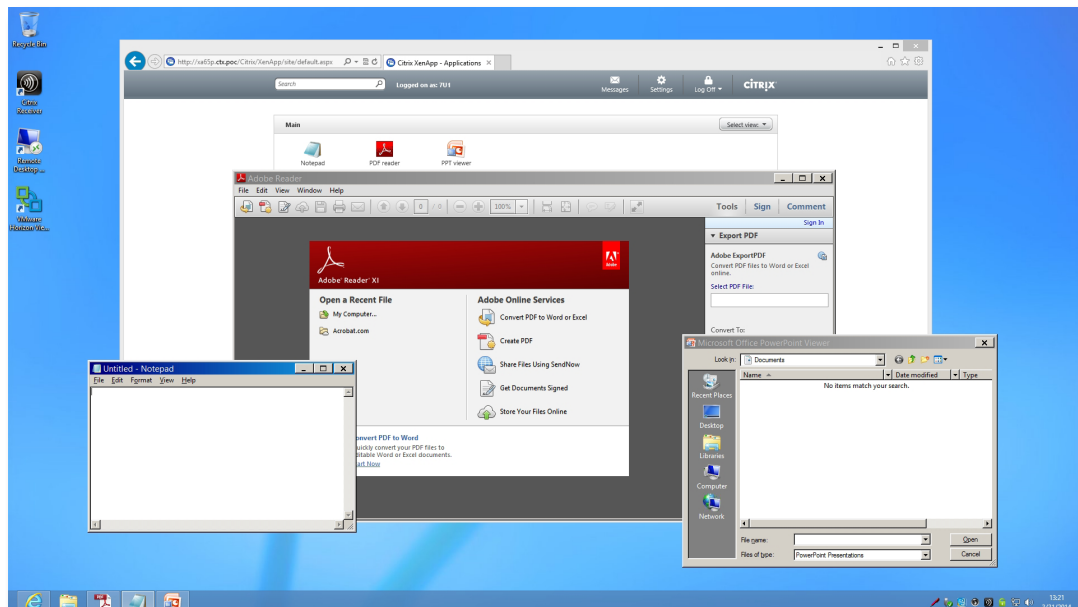 Recycle Bin
Citrix
Receiver
Remote
Desktop ...
VMware
Horizon Vie...
http://xa65p.ctx.poc/Citrix/XenApp/site/default.aspx
Citrix XenApp - Applications
Search
Logged on as: 7U1
Messages
Settings
Log Off
CITRIX
Main
Select view:
Notepad
PDF reader
PPT viewer
Adobe Reader
File Edit View Window Help
0 / 0
100%
Tools Sign Comment
Sign In
Export PDF
Adobe ExportPDF
Convert PDF files to Word or Excel
online.
Select PDF File:
Convert To:
Adobe
Adobe® Reader® XI
Open a Recent File
My Computer...
Acrobat.com
Adobe Online Services
Convert PDF to Word or Excel
Create PDF
Share Files Using SendNow
Get Documents Signed
Store Your Files Online
onvert PDF to Word
uickly convert your PDF files to
ditable Word or Excel documents.
art Now
Untitled - Notepad
File Edit Format View Help
Microsoft Office PowerPoint Viewer
Look in:
Documents
Name
Date modified
Type
No items match your search.
Recent Places
Desktop
Libraries
Computer
Network
File name:
Open
Files of type:
PowerPoint Presentations
Cancel
13:21